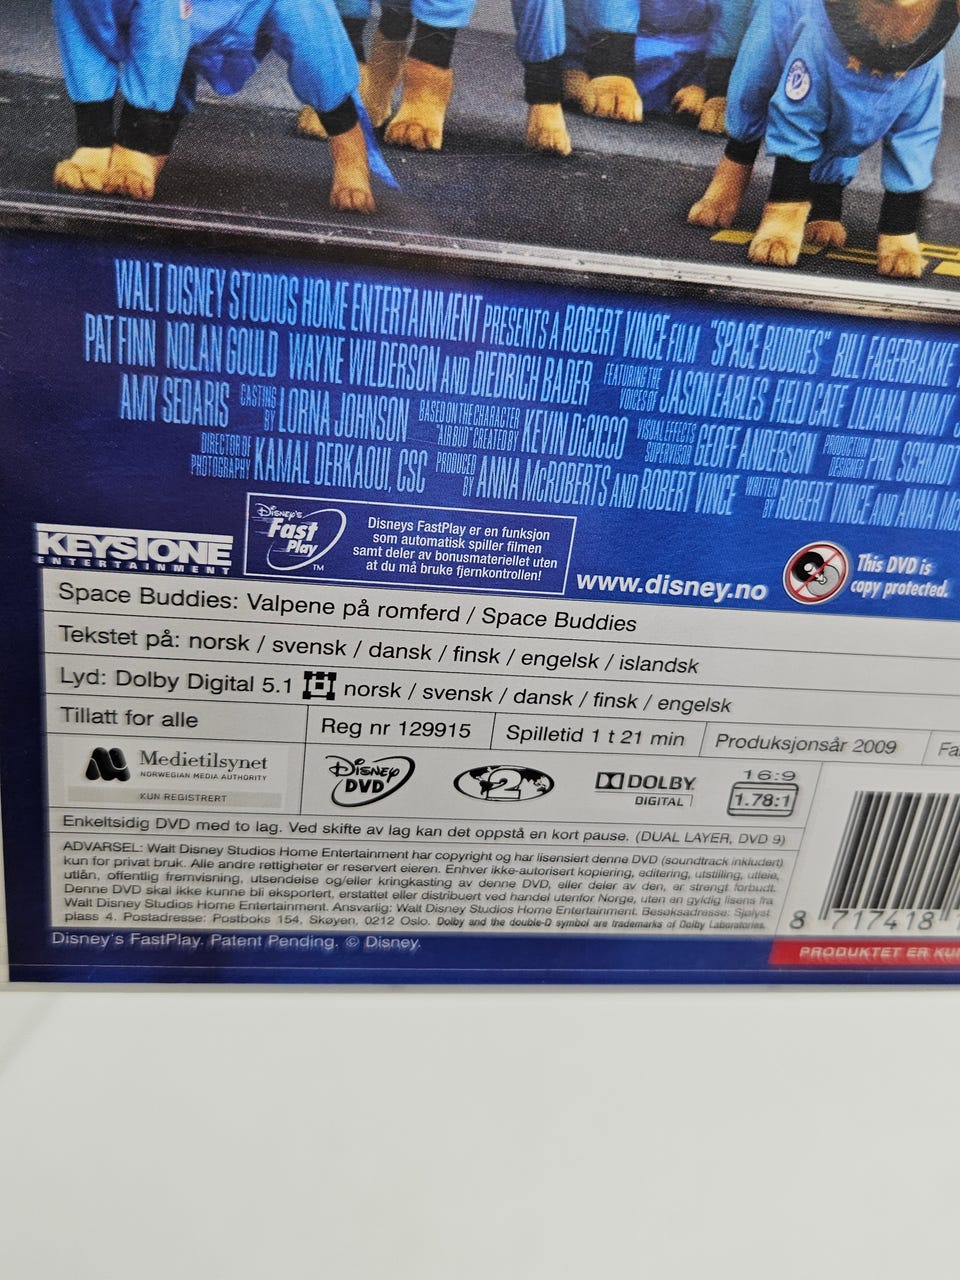 WALT DISNEY STUDIOS HOME ENTERTAINMENT PRESENTS A ROBERT VINCE FILM "SPACE BUDDIES" BILL FAGERBAKKE
PAT FINN NOLAN GOULD WAYNE WILDERSON AND DIEDRICH BADER FEATURING THE VOICES OF JASON EARLES FIELD CATE LILIANA MUMY
AMY SEDARIS CASTING BY LORNA JOHNSON BASED ON THE CHARACTER "AIR BUD" CREATED BY KEVIN DiCICCO VISUAL EFFECTS SUPERVISOR GEOFF ANDERSON PRODUCTION DESIGNER PHIL SCHMIDT
DIRECTOR OF PHOTOGRAPHY KAMAL DERKAOUI, CSC PRODUCED BY ANNA McROBERTS AND ROBERT VINCE WRITTEN BY ROBERT VINCE AND ANNA
KEYSTONE
ENTERTAINMENT
Disney's
Fast
Play
TM
Disneys FastPlay er en funksjon
som automatisk spiller filmen
samt deler av bonusmateriellet uten
at du må bruke fjernkontrollen!
www.disney.no
This DVD is
copy protected.
Space Buddies: Valpene på romferd / Space Buddies
Tekstet på: norsk / svensk / dansk / finsk / engelsk / islandsk
Lyd: Dolby Digital 5.1 norsk / svensk / dansk / finsk / engelsk
Tillatt for alle
Reg nr 129915
Spilletid 1 t 21 min
Produksjonsår 2009
Medietilsynet
NORWEGIAN MEDIA AUTHORITY
KUN REGISTRERT
Disney
DVD
2
DOLBY
DIGITAL
16:9
1.78:1
Enkeltsidig DVD med to lag. Ved skifte av lag kan det oppstå en kort pause. (DUAL LAYER, DVD 9)
ADVARSEL: Walt Disney Studios Home Entertainment har copyright og har lisensiert denne DVD (soundtrack inkludert)
kun for privat bruk. Alle andre rettigheter er reservert eieren. Enhver ikke-autorisert kopiering, editering, utstilling, utleie,
utlån, offentlig fremvisning, utsendelse og/eller kringkasting av denne DVD, eller deler av den, er strengt forbudt.
Denne DVD skal ikke kunne bli eksportert, erstattet eller distribuert ved handel utenfor Norge, uten en gyldig lisens fra
Walt Disney Studios Home Entertainment. Ansvarlig: Walt Disney Studios Home Entertainment. Besøksadresse: Sjølyst
plass 4. Postadresse: Postboks 154, Skøyen, 0212 Oslo. Dolby and the double-D symbol are trademarks of Dolby Laboratories.
8 717418
Disney's FastPlay. Patent Pending. © Disney.
PRODUKTET ER